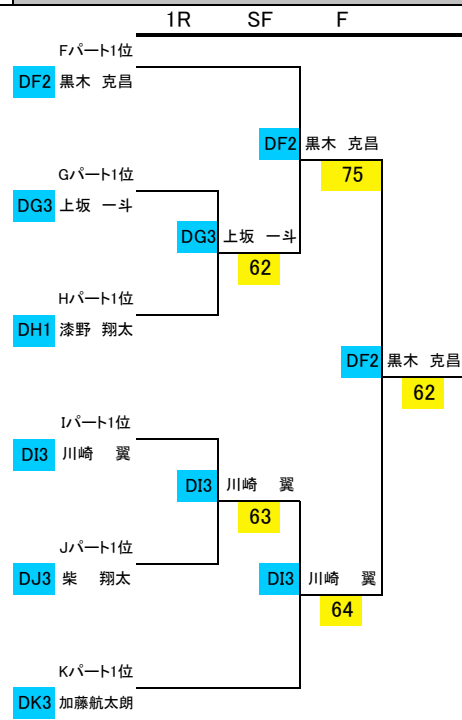 1R SF F
Fパート1位
DF2 黒木 克昌
DF2 黒木 克昌
75
Gパート1位
DG3 上坂 一斗
DG3 上坂 一斗
62
Hパート1位
DH1 漆野 翔太
DF2 黒木 克昌
62
Iパート1位
DI3 川崎 翼
DI3 川崎 翼
63
Jパート1位
DJ3 柴 翔太
DI3 川崎 翼
64
Kパート1位
DK3 加藤航太朗